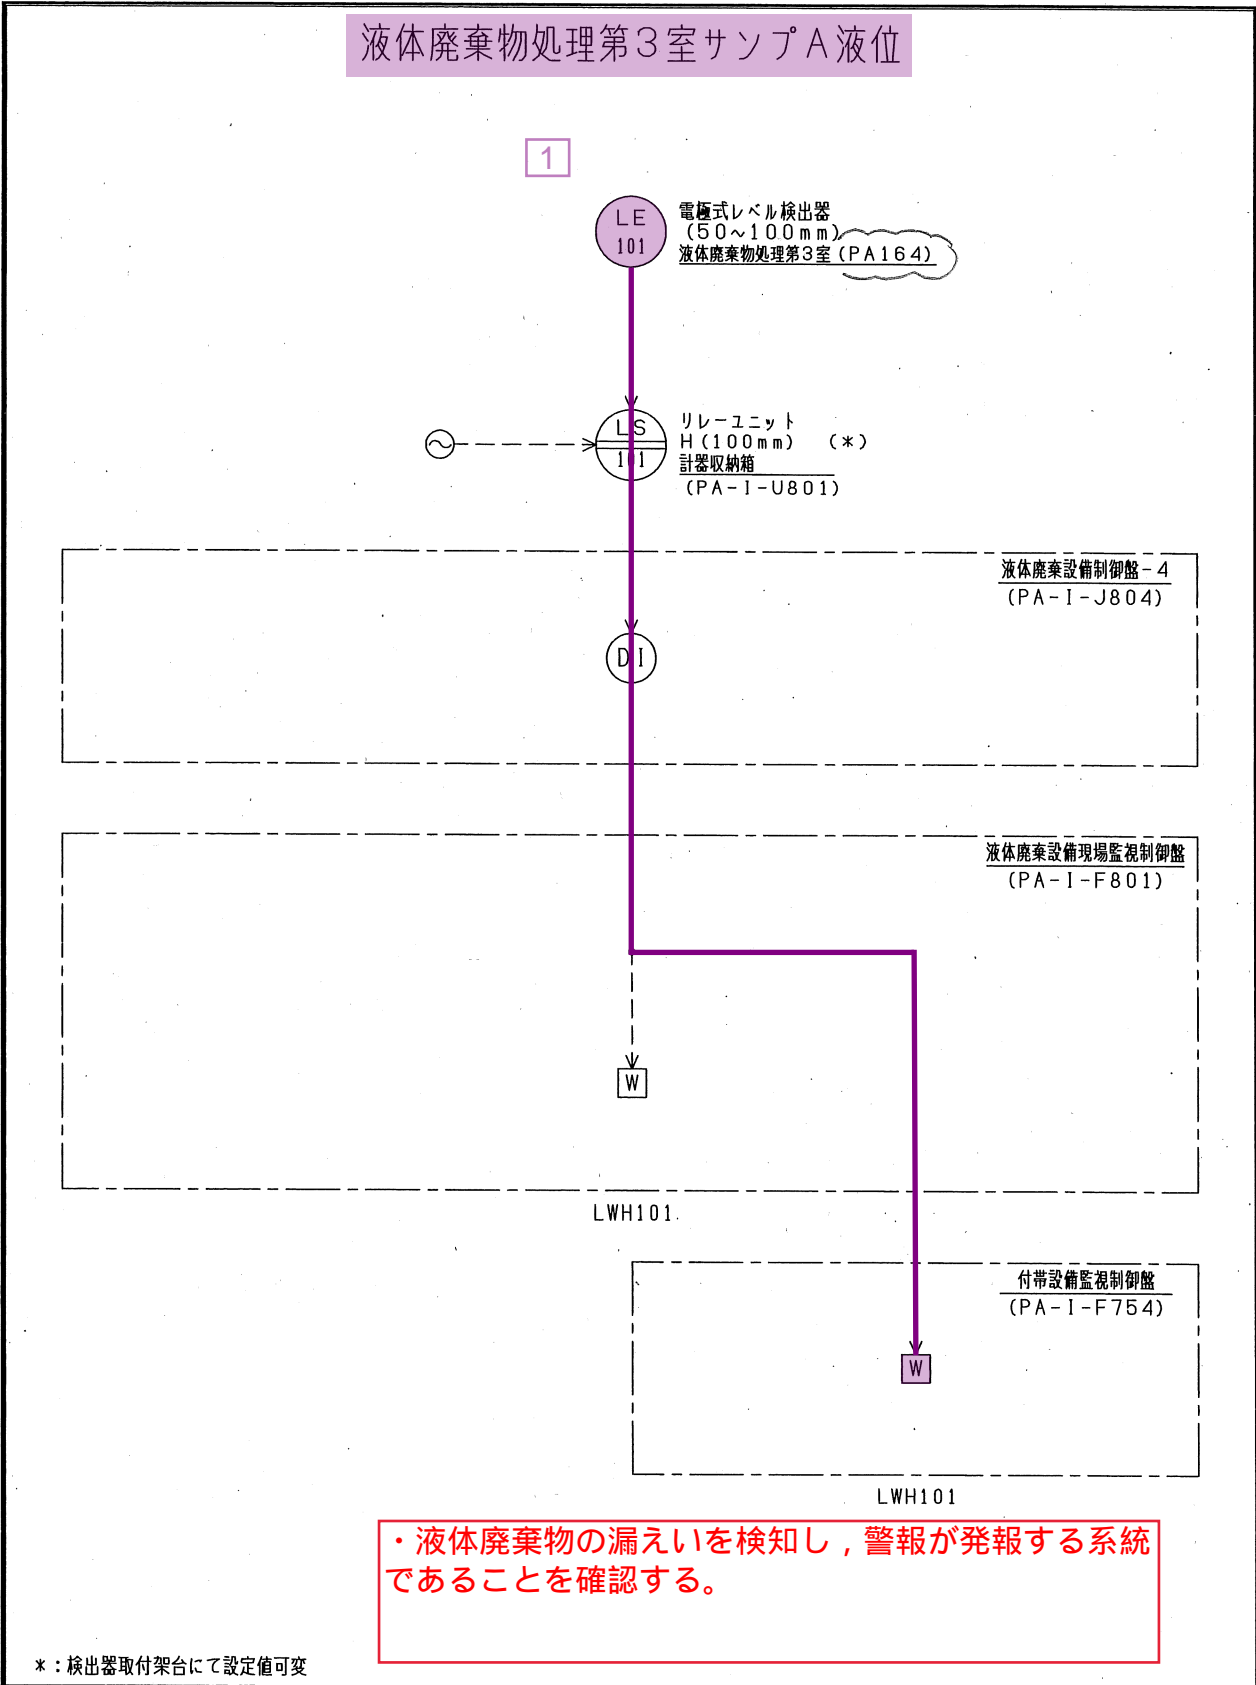 液体廃棄物処理第3室サンプA液位
1
LE
101
電極式レベル検出器
(50～100mm)
液体廃棄物処理第3室(PA164)
LS
101
リレーユニット
H(100mm) (*)
計器収納箱
(PA-I-U801)
液体廃棄設備制御盤-4
(PA-I-J804)
DI
液体廃棄設備現場監視制御盤
(PA-I-F801)
W
LWH101
付帯設備監視制御盤
(PA-I-F754)
W
LWH101
・液体廃棄物の漏えいを検知し，警報が発報する系統
であることを確認する。
*：検出器取付架台にて設定値可変